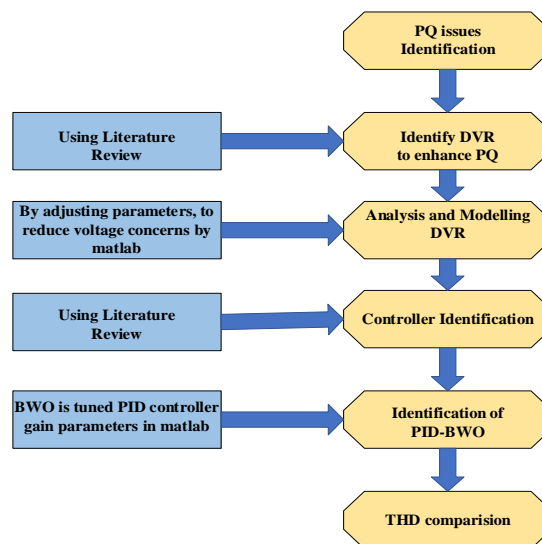 PQ issues
Identification
Using Literature
Review
Identify DVR
to enhance PQ
By adjusting parameters, to
reduce voltage concerns by
matlab
Analysis and Modelling
DVR
Using Literature
Review
Controller Identification
BWO is tuned PID controller
gain parameters in matlab
Identification of
PID-BWO
THD comparision